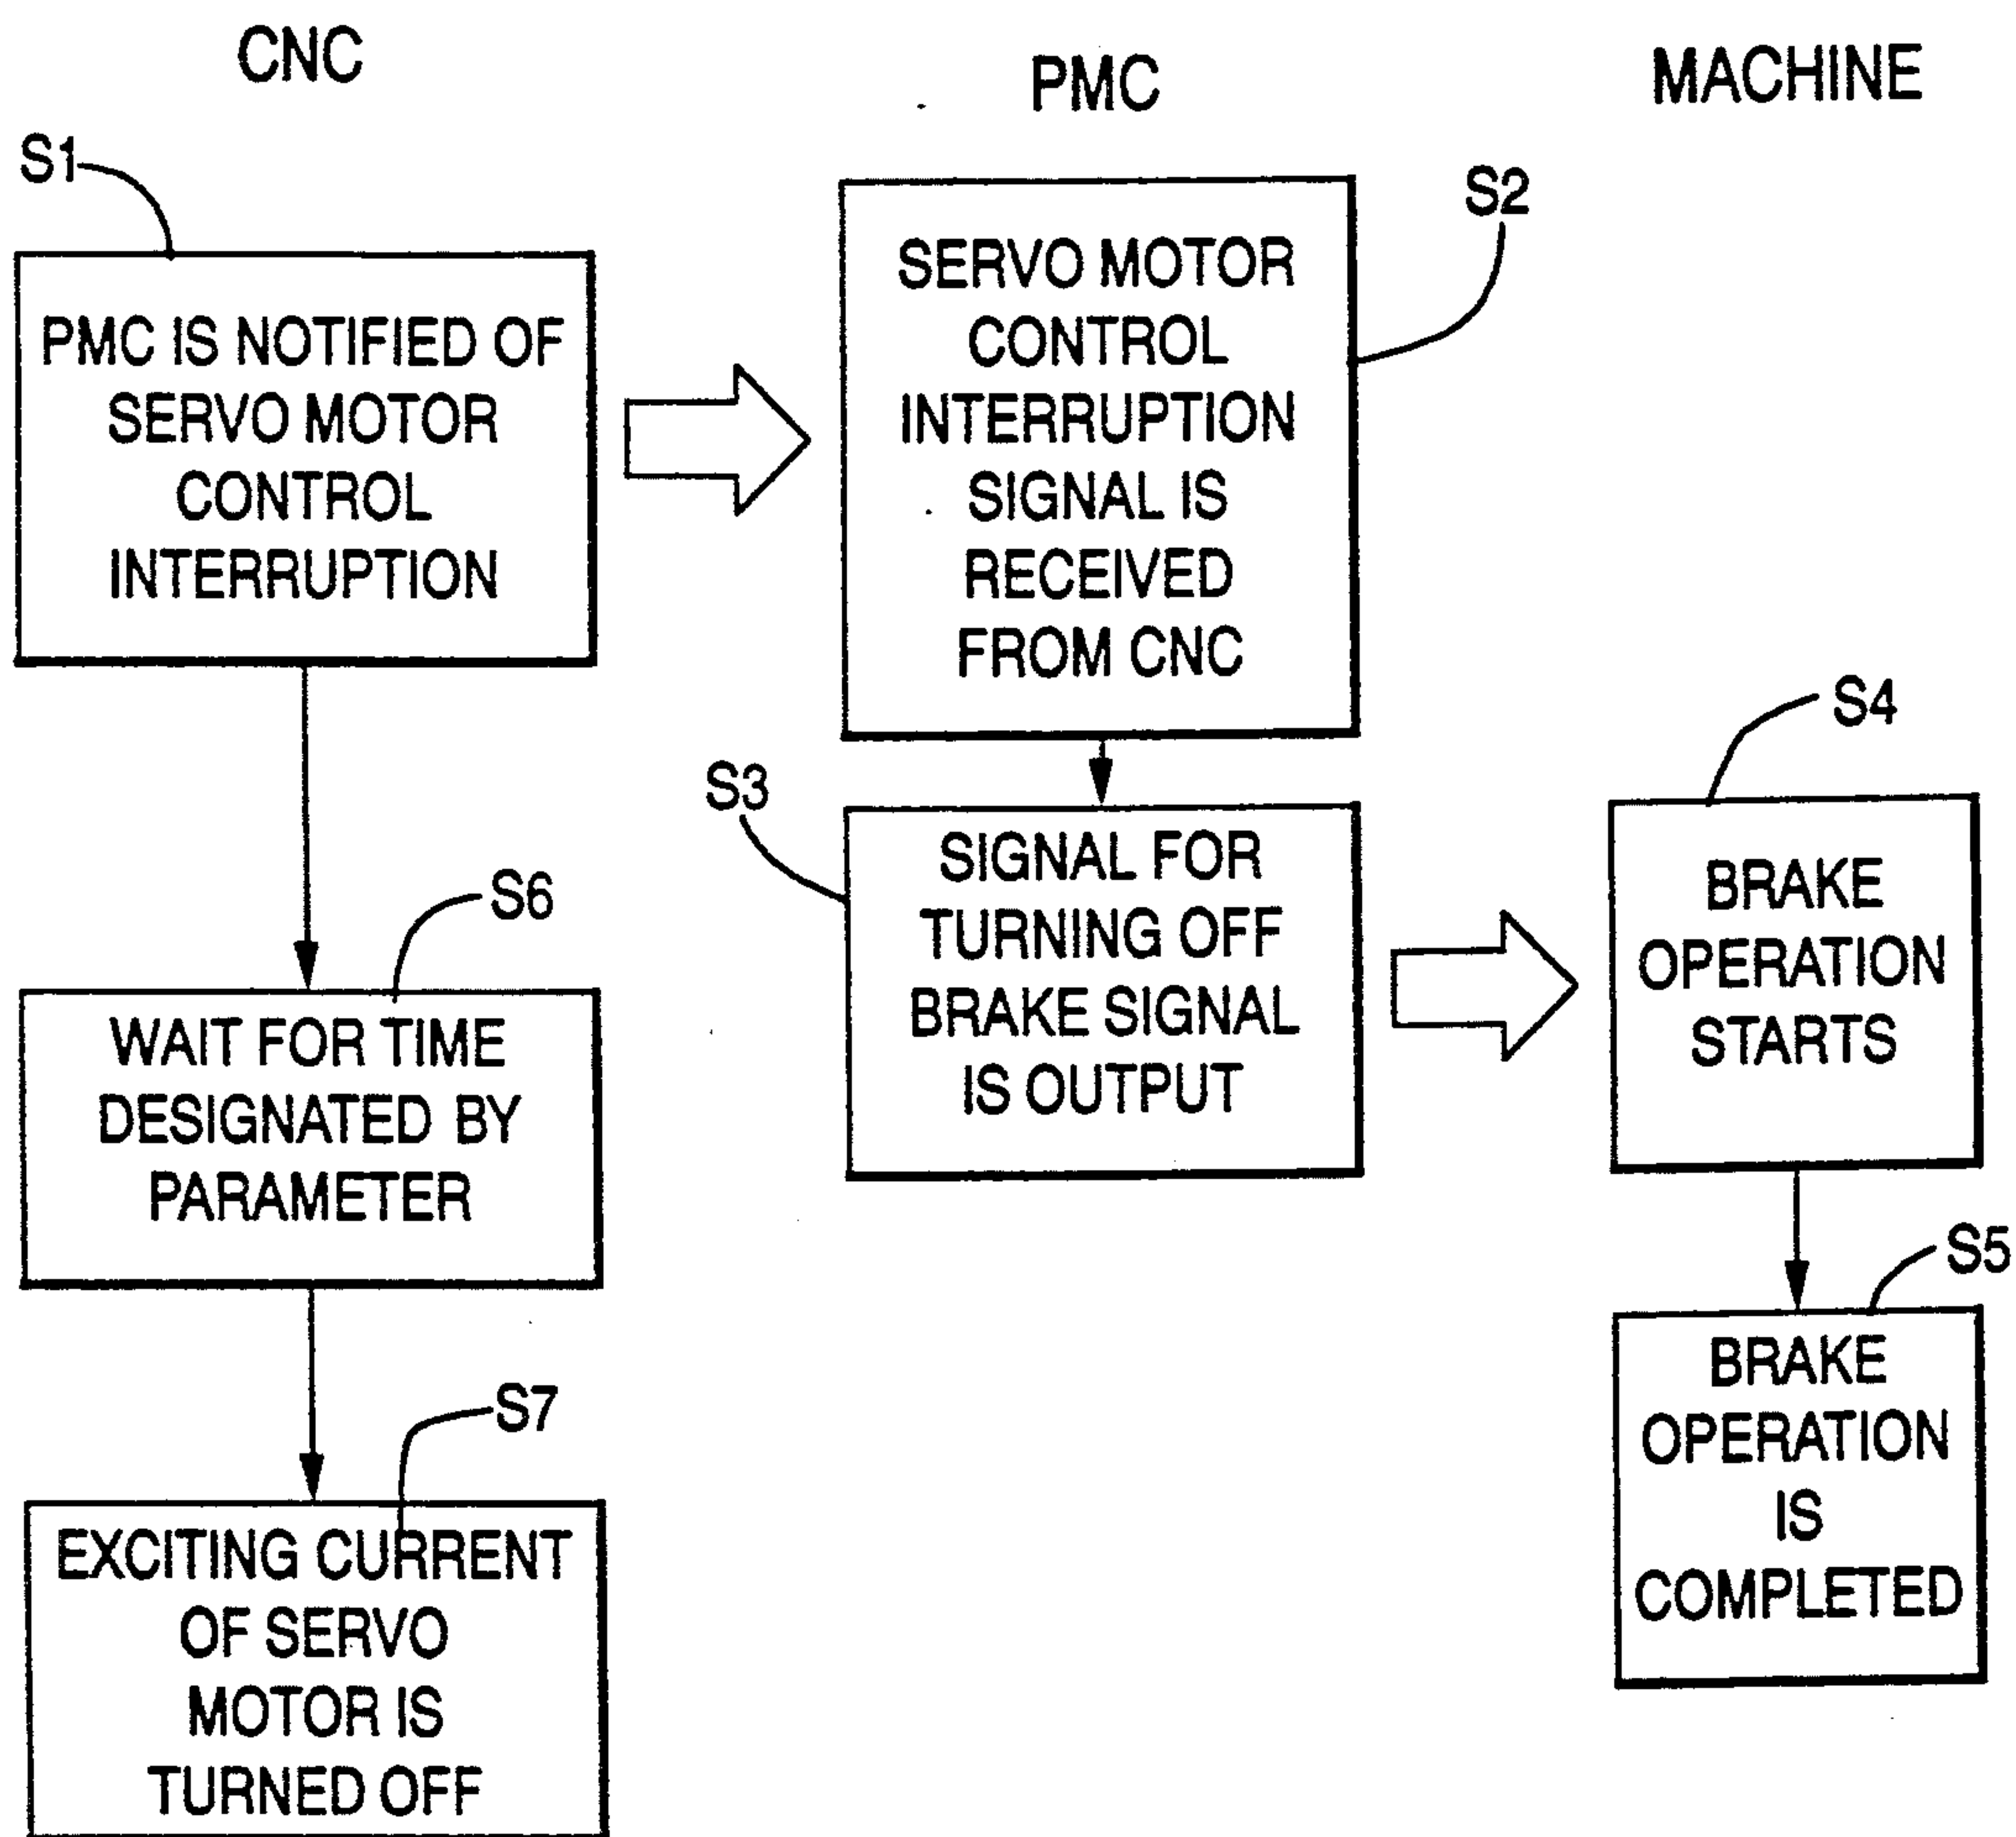 CNC
PMC
MACHINE
S1
PMC IS NOTIFIED OF
SERVO MOTOR
CONTROL
INTERRUPTION
S2
SERVO MOTOR
CONTROL
INTERRUPTION
SIGNAL IS
RECEIVED
FROM CNC
S3
SIGNAL FOR
TURNING OFF
BRAKE SIGNAL
IS OUTPUT
S4
BRAKE
OPERATION
STARTS
S5
BRAKE
OPERATION
IS
COMPLETED
S6
WAIT FOR TIME
DESIGNATED BY
PARAMETER
S7
EXCITING CURRENT
OF SERVO
MOTOR IS
TURNED OFF